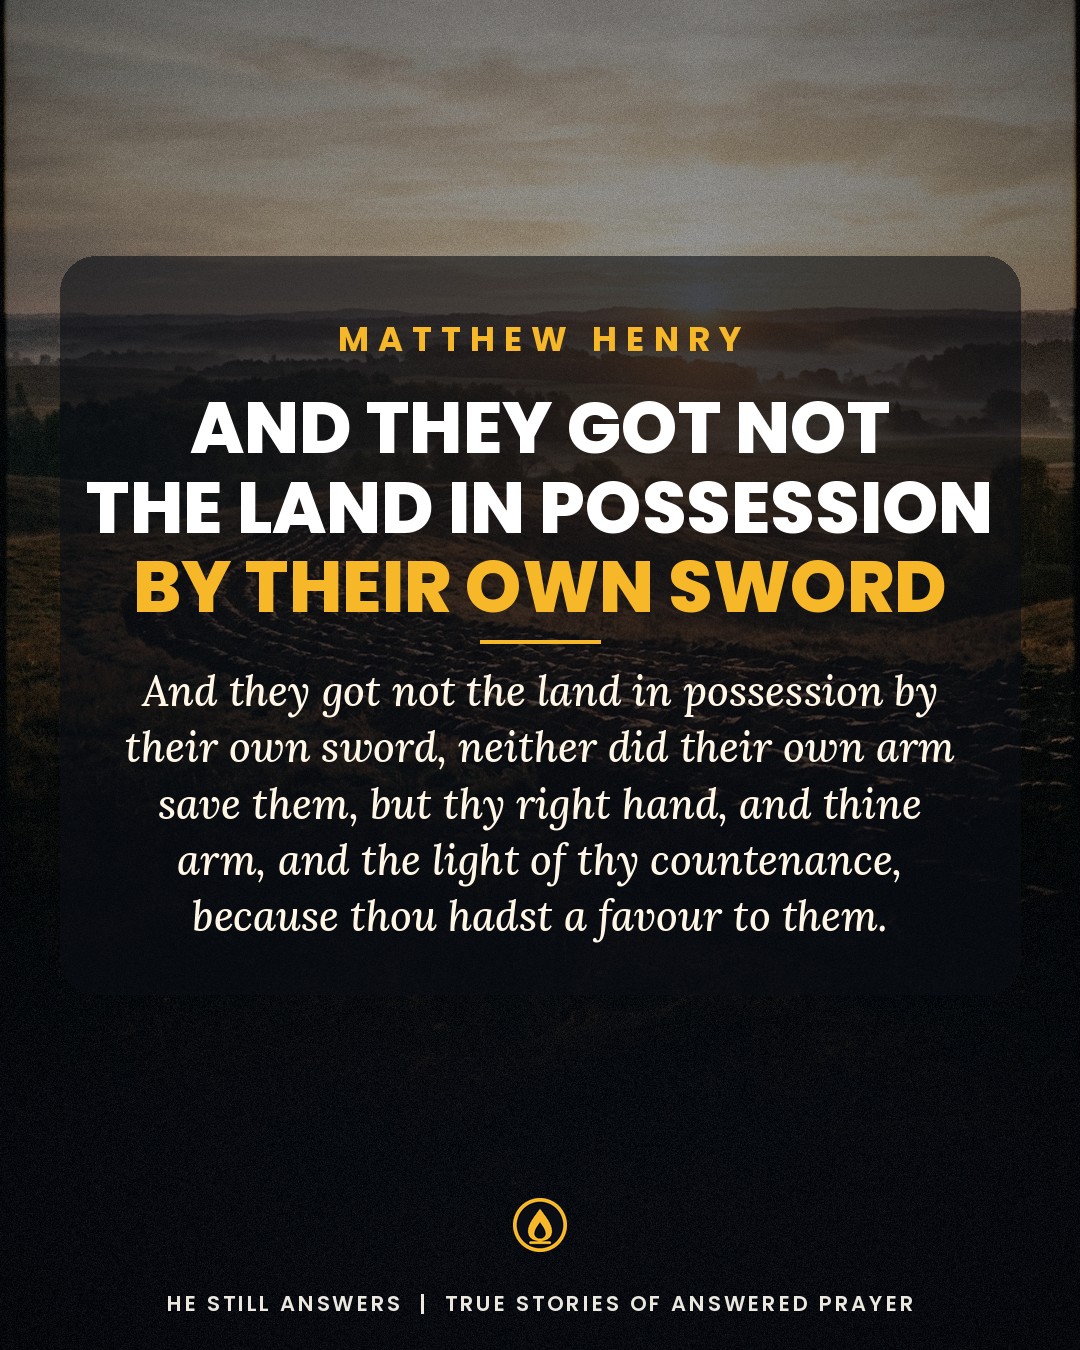 MATTHEW HENRY
AND THEY GOT NOT
THE LAND IN POSSESSION
BY THEIR OWN SWORD
And they got not the land in possession by
their own sword, neither did their own arm
save them, but thy right hand, and thine
arm, and the light of thy countenance,
because thou hadst a favour to them.
HE STILL ANSWERS | TRUE STORIES OF ANSWERED PRAYER